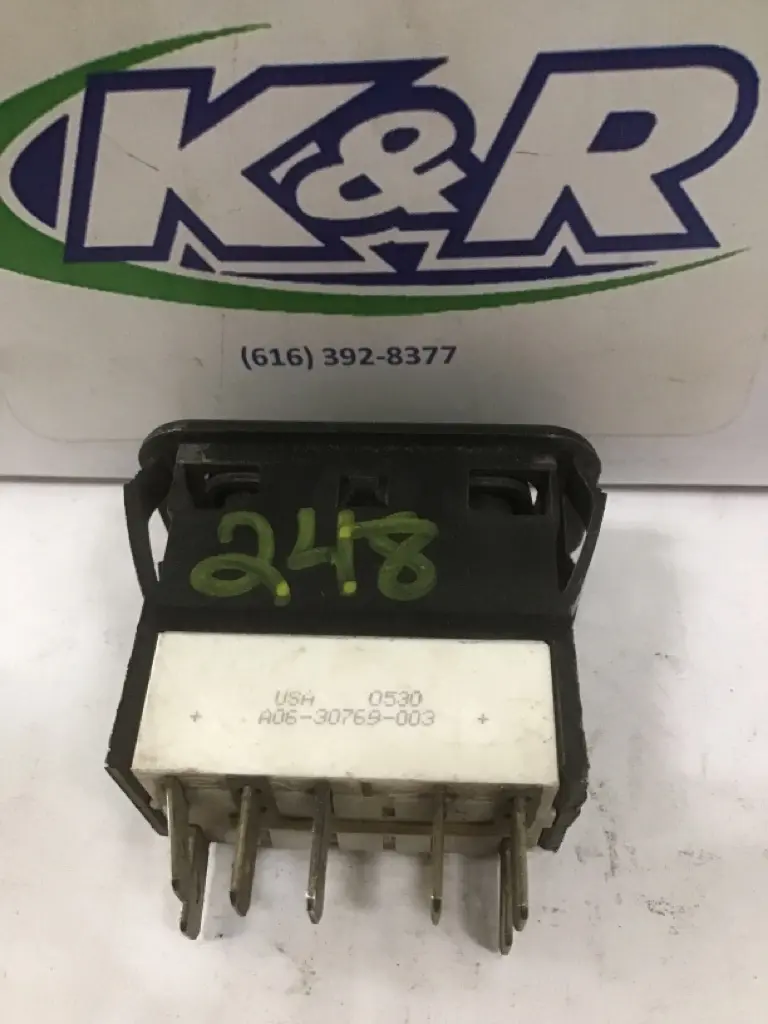 K&R
(616) 392-8377
248
USA 0530
+ A06-30769-003 +